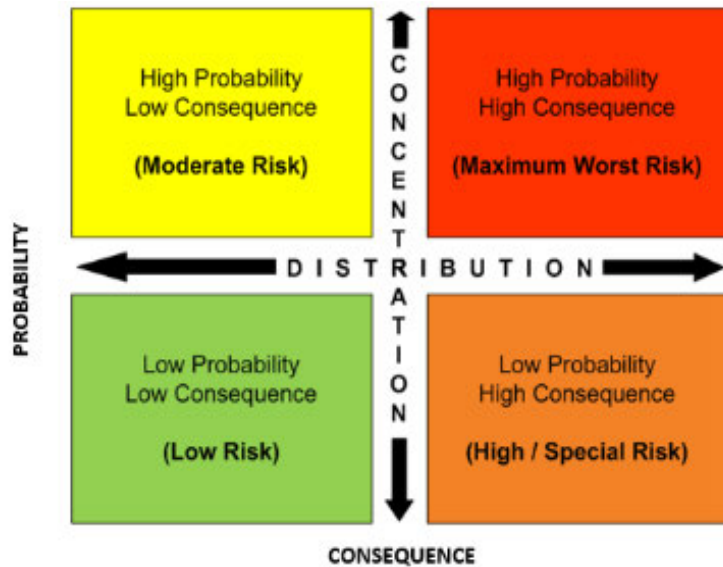 High Probability
Low Consequence
(Moderate Risk)
High Probability
High Consequence
(Maximum Worst Risk)
CONCENTRATION
DISTRIBUTION
PROBABILITY
Low Probability
Low Consequence
(Low Risk)
Low Probability
High Consequence
(High / Special Risk)
CONSEQUENCE